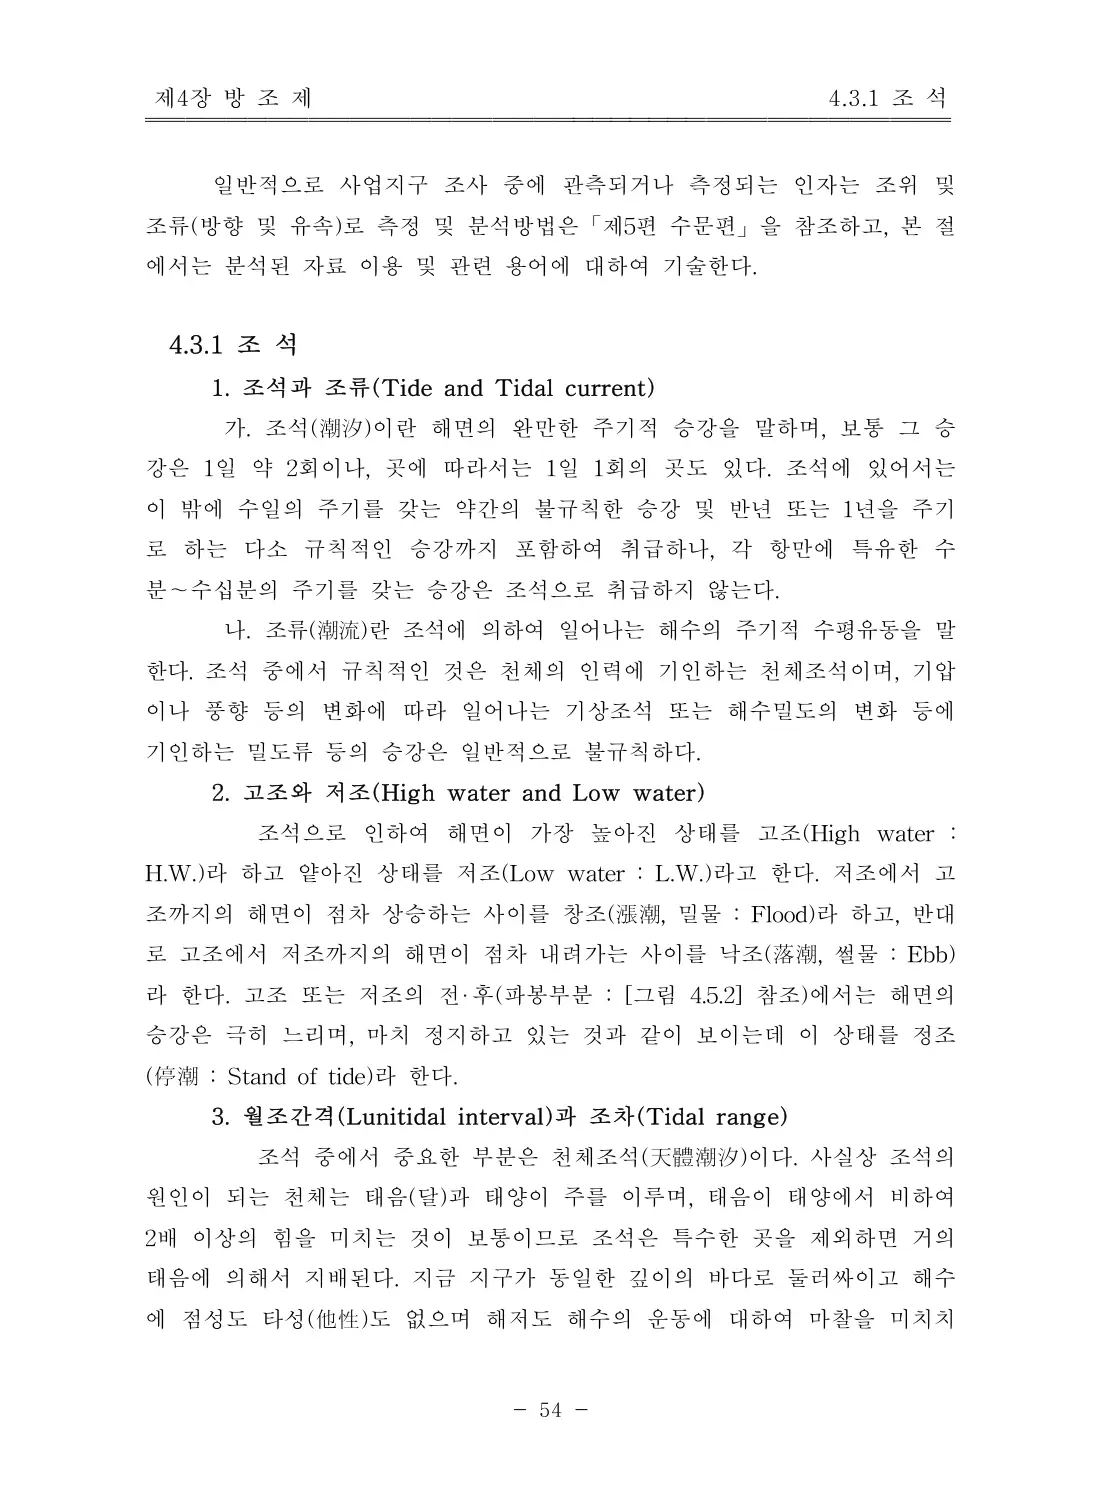 제4장 방 조 제
4.3.1 조 석
일반적으로 사업지구 조사 중에 관측되거나 측정되는 인자는 조위 및
조류(방향 및 유속)로 측정 및 분석방법은「제5편 수문편」을 참조하고, 본 절
에서는 분석된 자료 이용 및 관련 용어에 대하여 기술한다.
4.3.1 조 석
1. 조석과 조류(Tide and Tidal current)
가. 조석(潮汐)이란 해면의 완만한 주기적 승강을 말하며, 보통 그 승
강은 1일 약 2회이나, 곳에 따라서는 1일 1회의 곳도 있다. 조석에 있어서는
이 밖에 수일의 주기를 갖는 약간의 불규칙한 승강 및 반년 또는 1년을 주기
로 하는 다소 규칙적인 승강까지 포함하여 취급하나, 각 항만에 특유한 수
분～수십분의 주기를 갖는 승강은 조석으로 취급하지 않는다.
나. 조류(潮流)란 조석에 의하여 일어나는 해수의 주기적 수평유동을 말
한다. 조석 중에서 규칙적인 것은 천체의 인력에 기인하는 천체조석이며, 기압
이나 풍향 등의 변화에 따라 일어나는 기상조석 또는 해수밀도의 변화 등에
기인하는 밀도류 등의 승강은 일반적으로 불규칙하다.
2. 고조와 저조(High water and Low water)
조석으로 인하여 해면이 가장 높아진 상태를 고조(High water :
H.W.)라 하고 얕아진 상태를 저조(Low water : L.W.)라고 한다. 저조에서 고
조까지의 해면이 점차 상승하는 사이를 창조(漲潮, 밀물 : Flood)라 하고, 반대
로 고조에서 저조까지의 해면이 점차 내려가는 사이를 낙조(落潮, 썰물 : Ebb)
라 한다. 고조 또는 저조의 전·후(파봉부분 : [그림 4.5.2] 참조)에서는 해면의
승강은 극히 느리며, 마치 정지하고 있는 것과 같이 보이는데 이 상태를 정조
(停潮 : Stand of tide)라 한다.
3. 월조간격(Lunitidal interval)과 조차(Tidal range)
조석 중에서 중요한 부분은 천체조석(天體潮汐)이다. 사실상 조석의
원인이 되는 천체는 태음(달)과 태양이 주를 이루며, 태음이 태양에서 비하여
2배 이상의 힘을 미치는 것이 보통이므로 조석은 특수한 곳을 제외하면 거의
태음에 의해서 지배된다. 지금 지구가 동일한 깊이의 바다로 둘러싸이고 해수
에 점성도 타성(他性)도 없으며 해저도 해수의 운동에 대하여 마찰을 미치치
- 54 -